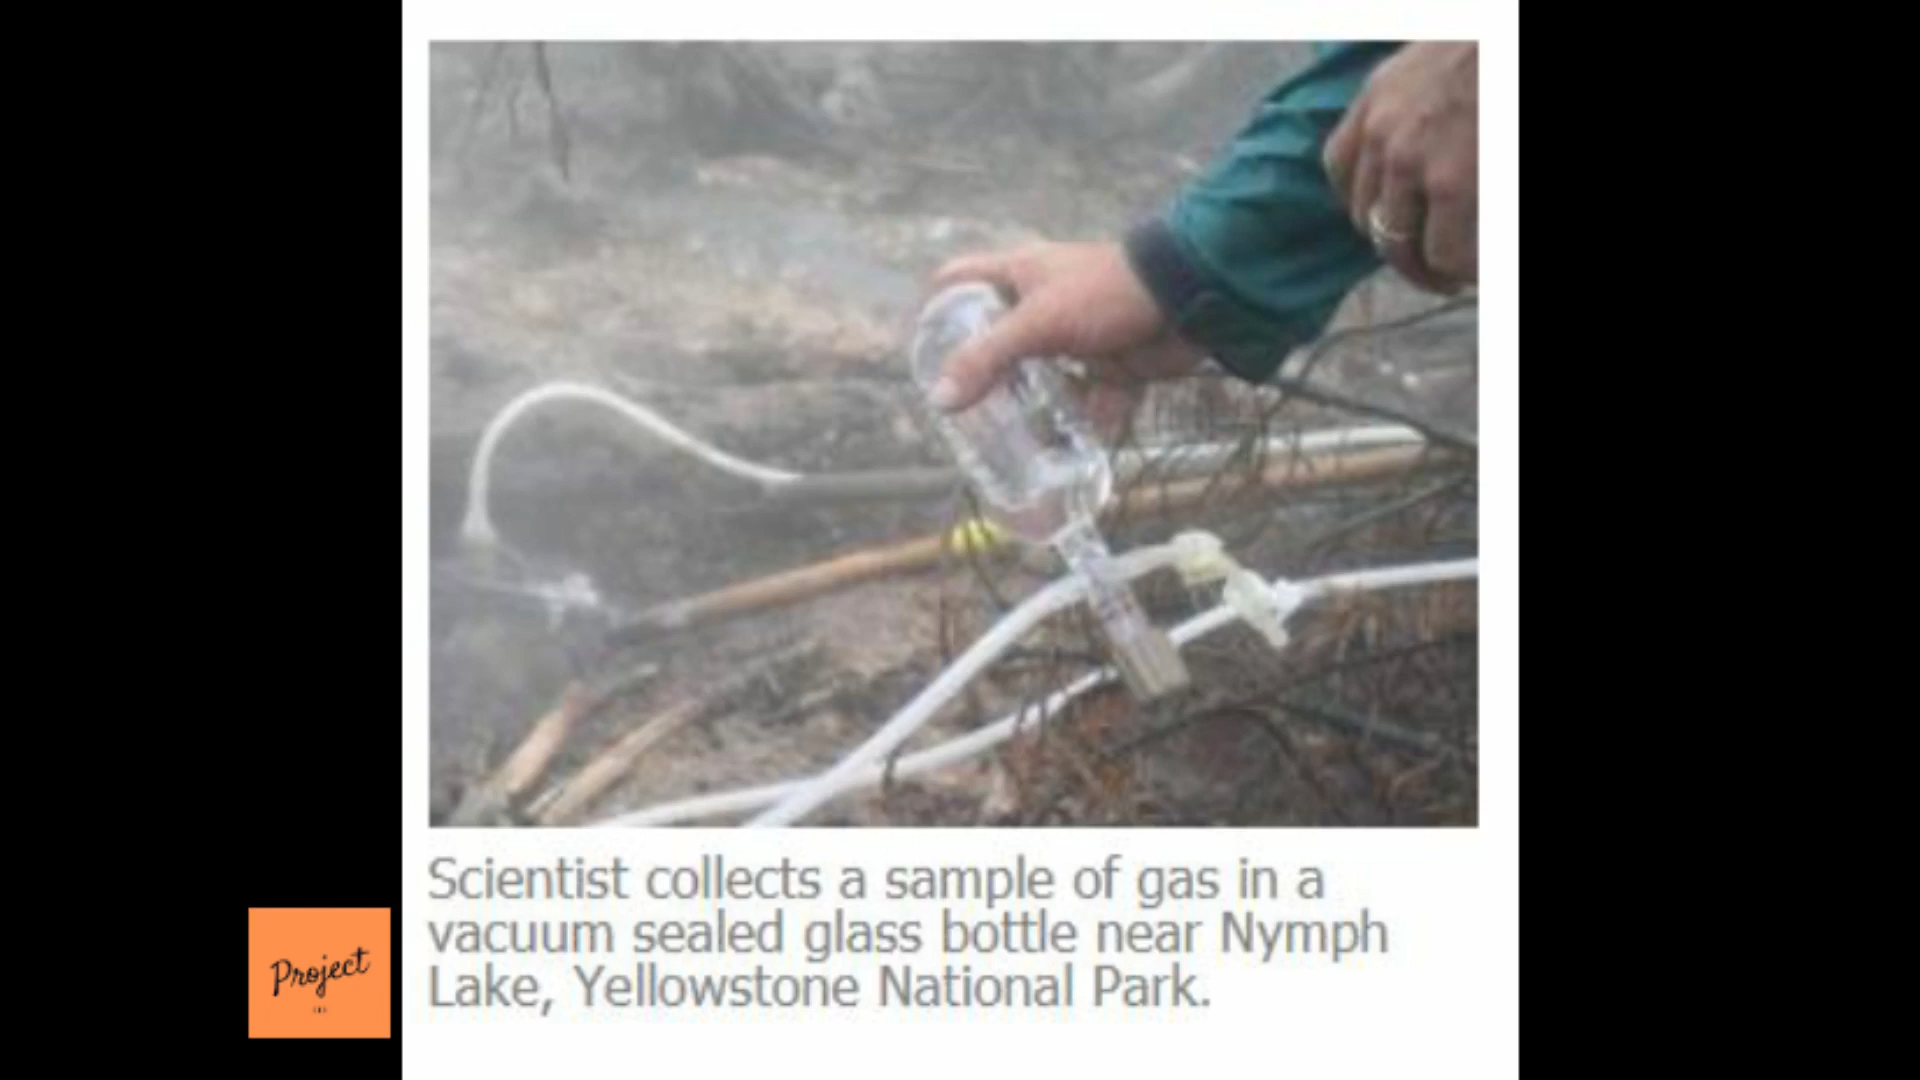 Scientist collects a sample of gas in a
vacuum sealed glass bottle near Nymph
Lake, Yellowstone National Park.
Project